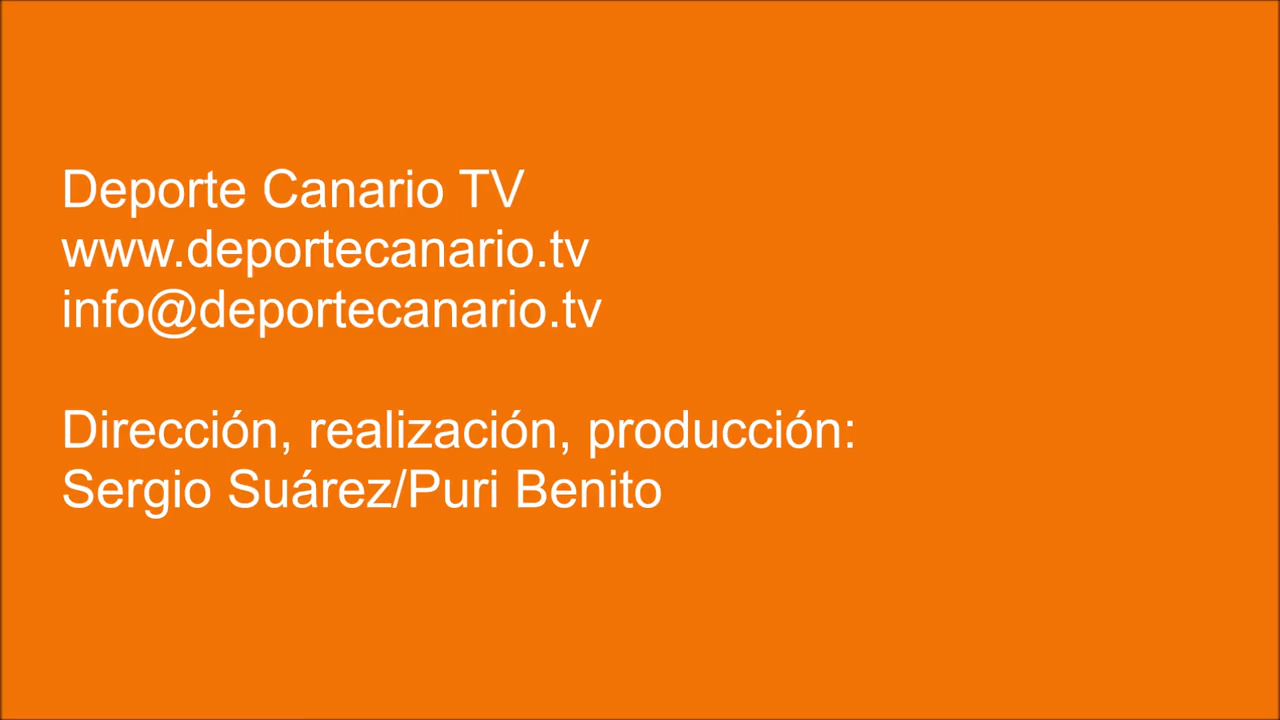 Deporte Canario TV
www.deportecanario.tv
info@deportecanario.tv
Dirección, realización, producción:
Sergio Suárez/Puri Benito